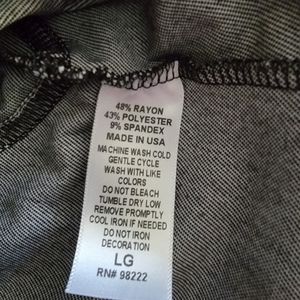 48% RAYON
43% POLYESTER
9% SPANDEX
MADE IN USA
MACHINE WASH COLD
GENTLE CYCLE
WASH WITH LIKE
COLORS
DO NOT BLEACH
TUMBLE DRY LOW
REMOVE PROMPTLY
COOL IRON IF NEEDED
DO NOT IRON
DECORATION
LG
RN# 98222